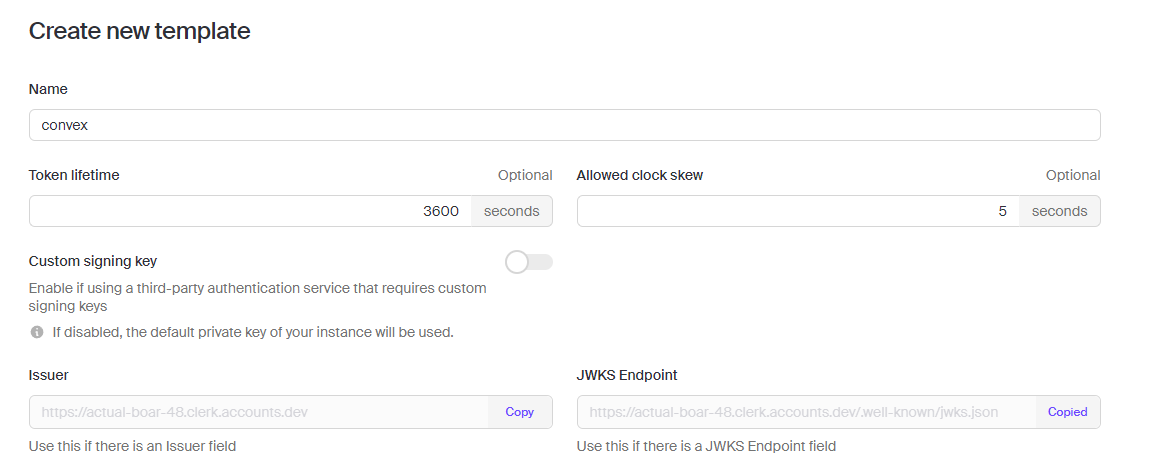 Create new template
Name
convex
Token lifetime Optional
Allowed clock skew Optional
3600 seconds
5 seconds
Custom signing key
Enable if using a third-party authentication service that requires custom
signing keys
If disabled, the default private key of your instance will be used.
Issuer
https://actual-boar-48.clerk.accounts.dev Copy
Use this if there is an Issuer field
JWKS Endpoint
https://actual-boar-48.clerk.accounts.dev/.well-known/jwks.json Copied
Use this if there is a JWKS Endpoint field